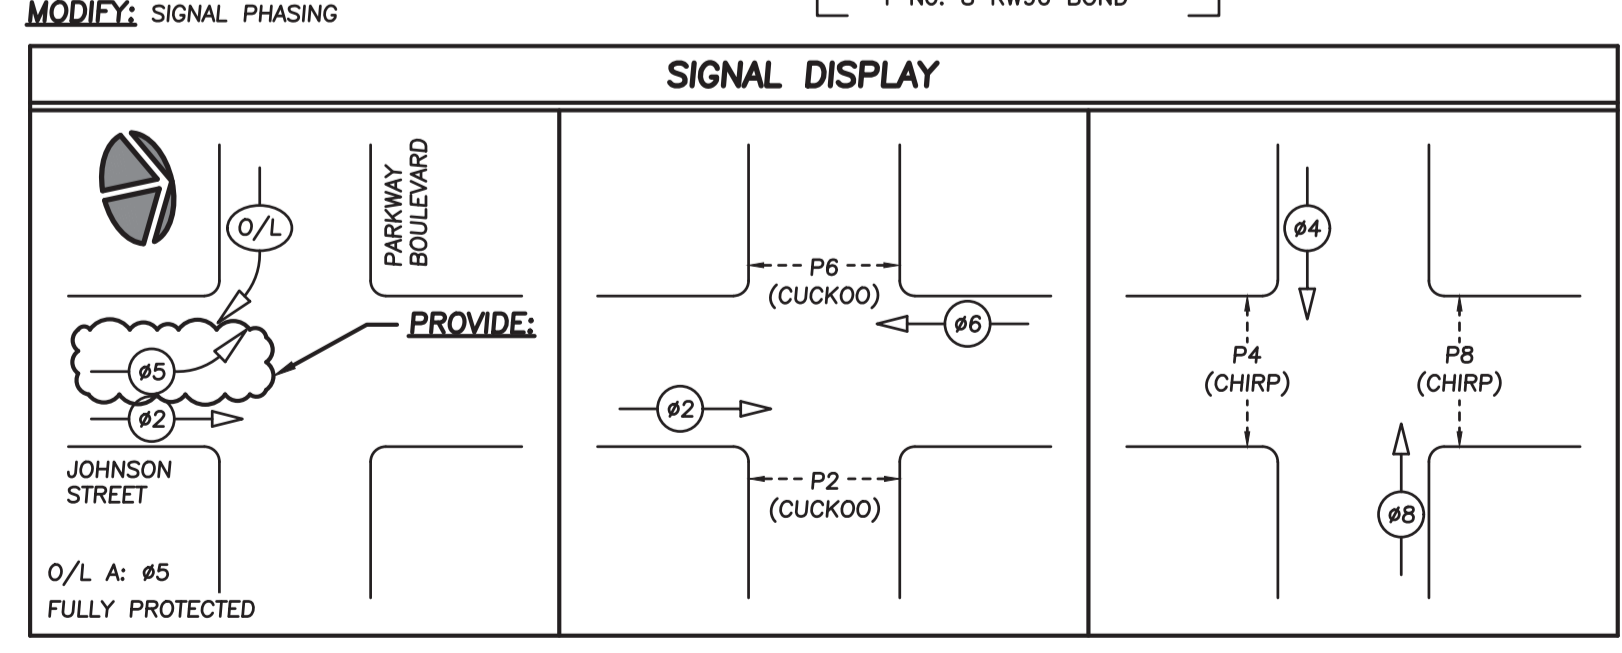 MODIFY: SIGNAL PHASING
SIGNAL DISPLAY
O/L
PARKWAY
BOULEVARD
PROVIDE:
ø5
ø2
JOHNSON
STREET
O/L A: ø5
FULLY PROTECTED
P6
(CUCKOO)
ø6
ø2
P2
(CUCKOO)
ø4
P4
(CHIRP)
P8
(CHIRP)
ø8